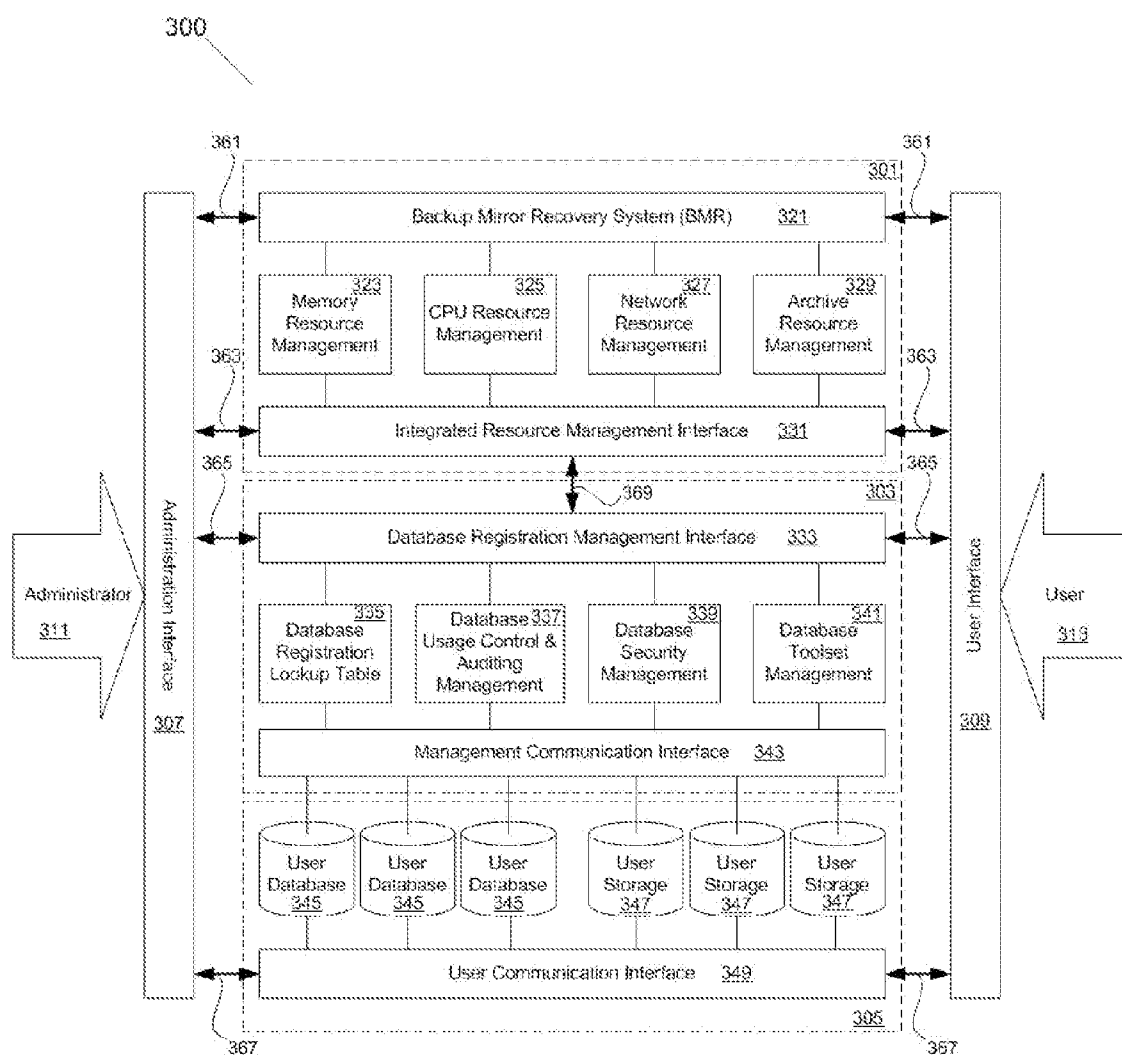 300
361
361
301
Backup Mirror Recovery System (BMR) 321
323
Memory
Resource
Management
325
CPU Resource
Management
327
Network
Resource
Management
329
Archive
Resource
Management
363
363
Integrated Resource Management Interface 331
365
369
303
365
Database Registration Management Interface 333
Administrator
311
Administration Interface
307
335
Database
Registration
Lookup Table
Database 337
Usage Control &
Auditing
Management
339
Database
Security
Management
341
Database
Toolset
Management
User Interface
309
User
313
Management Communication Interface 343
User
Database
345
User
Database
345
User
Database
345
User
Storage
347
User
Storage
347
User
Storage
347
User Communication Interface 349
305
367
367